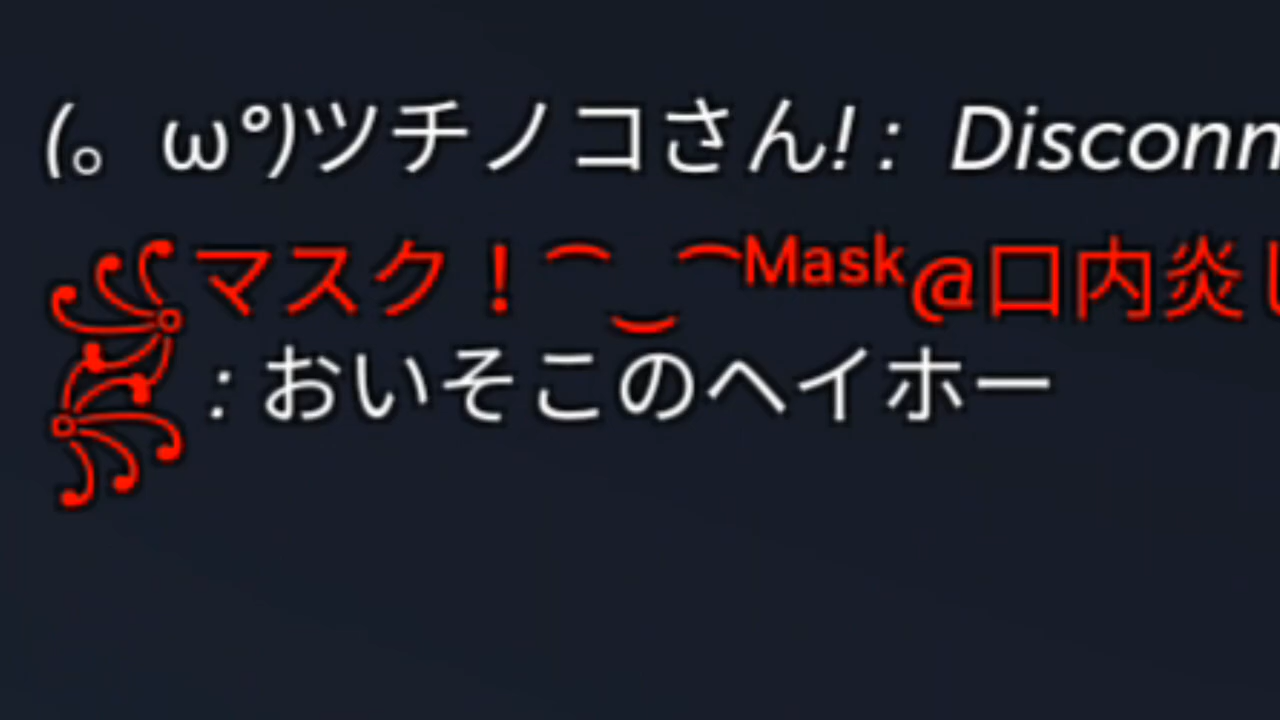 (。ω°)ツチノコさん! : Disconn
マスク！⁀‿⁀ᴹᵃˢᵏ@口内炎し
꧂ : おいそこのヘイホー